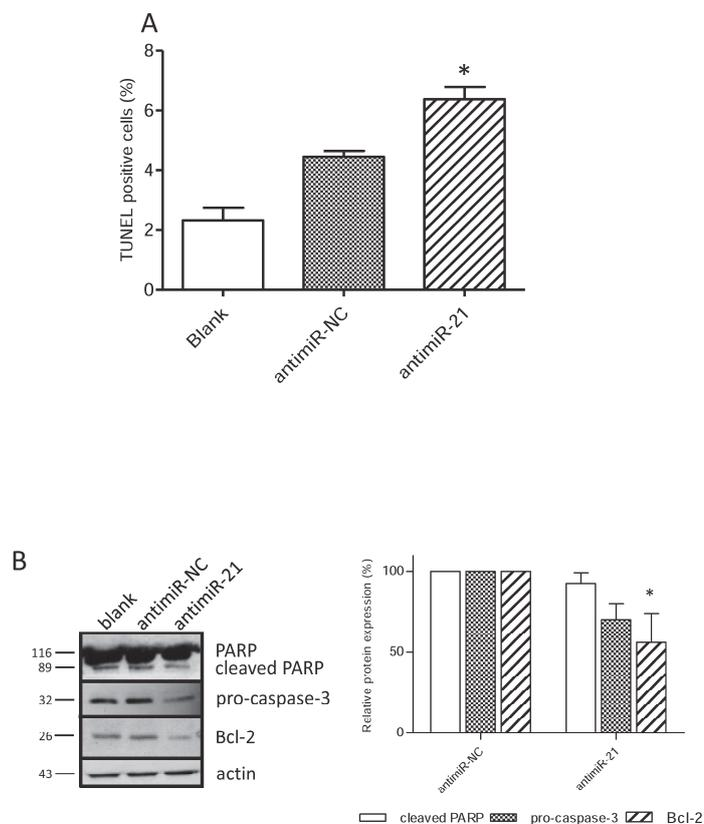 A
TUNEL positive cells (%)
8
6
4
2
0
*
Blank
antimiR-NC
antimiR-21
B
blank
antimiR-NC
antimiR-21
116
89
32
26
43
PARP
cleaved PARP
pro-caspase-3
Bcl-2
actin
Relative protein expression (%)
100
50
0
*
antimiR-NC
antimiR-21
cleaved PARP
pro-caspase-3
Bcl-2